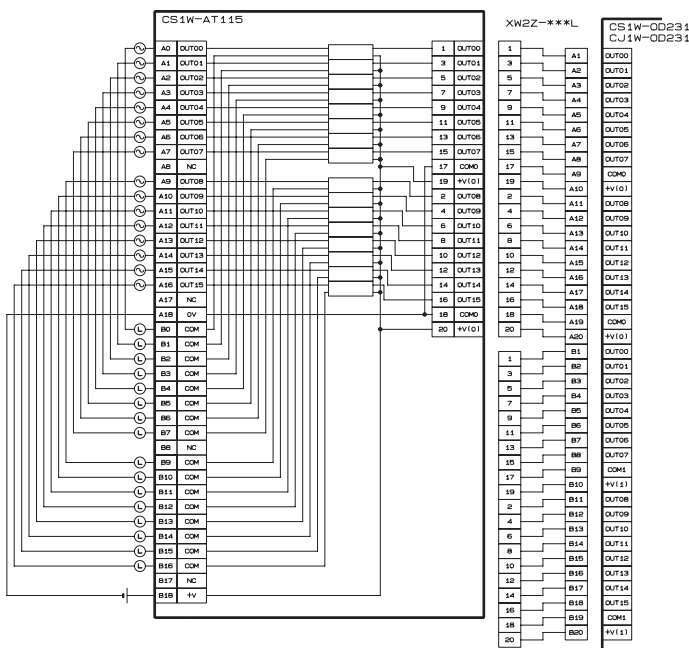 CS1W-AT115
XW2Z-***L
CS1W-OD231
CJ1W-OD231
A0 OUT00
A1 OUT01
A2 OUT02
A3 OUT03
A4 OUT04
A5 OUT05
A6 OUT06
A7 OUT07
A8 NC
A9 OUT08
A10 OUT09
A11 OUT10
A12 OUT11
A13 OUT12
A14 OUT13
A15 OUT14
A16 OUT15
A17 NC
A18 0V
L B0 COM
L B1 COM
L B2 COM
L B3 COM
L B4 COM
L B5 COM
L B6 COM
L B7 COM
B8 NC
L B9 COM
L B10 COM
L B11 COM
L B12 COM
L B13 COM
L B14 COM
L B15 COM
L B16 COM
B17 NC
B18 +V
1 OUT00
3 OUT01
5 OUT02
7 OUT03
9 OUT04
11 OUT05
13 OUT06
15 OUT07
17 COM0
19 +V(0)
2 OUT08
4 OUT09
6 OUT10
8 OUT11
10 OUT12
12 OUT13
14 OUT14
16 OUT15
18 COM0
20 +V(0)
1
3
5
7
9
11
13
15
17
19
2
4
6
8
10
12
14
16
18
20
1
3
5
7
9
11
13
15
17
19
2
4
6
8
10
12
14
16
18
20
A1 OUT00
A2 OUT01
A3 OUT02
A4 OUT03
A5 OUT04
A6 OUT05
A7 OUT06
A8 OUT07
A9 COM0
A10 +V(0)
A11 OUT08
A12 OUT09
A13 OUT10
A14 OUT11
A15 OUT12
A16 OUT13
A17 OUT14
A18 OUT15
A19 COM0
A20 +V(0)
B1 OUT00
B2 OUT01
B3 OUT02
B4 OUT03
B5 OUT04
B6 OUT05
B7 OUT06
B8 OUT07
B9 COM1
B10 +V(1)
B11 OUT08
B12 OUT09
B13 OUT10
B14 OUT11
B15 OUT12
B16 OUT13
B17 OUT14
B18 OUT15
B19 COM1
B20 +V(1)